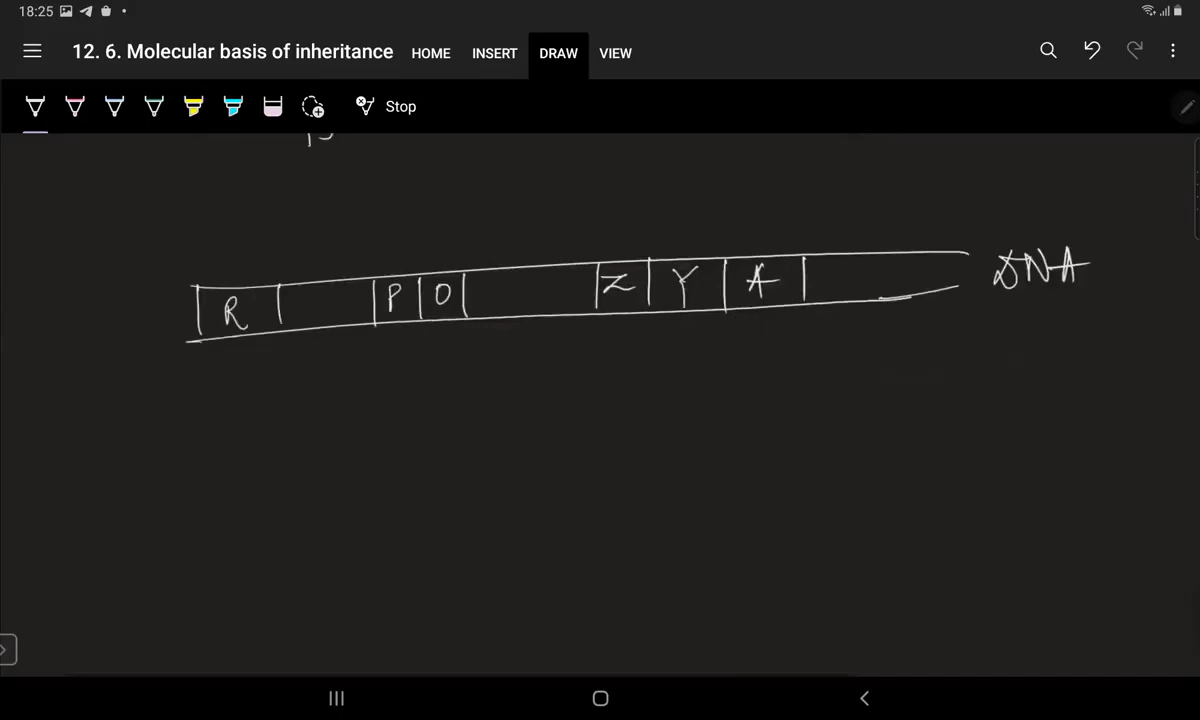 18:25
12. 6. Molecular basis of inheritance HOME INSERT DRAW VIEW
Stop
R P O Z Y A DNA